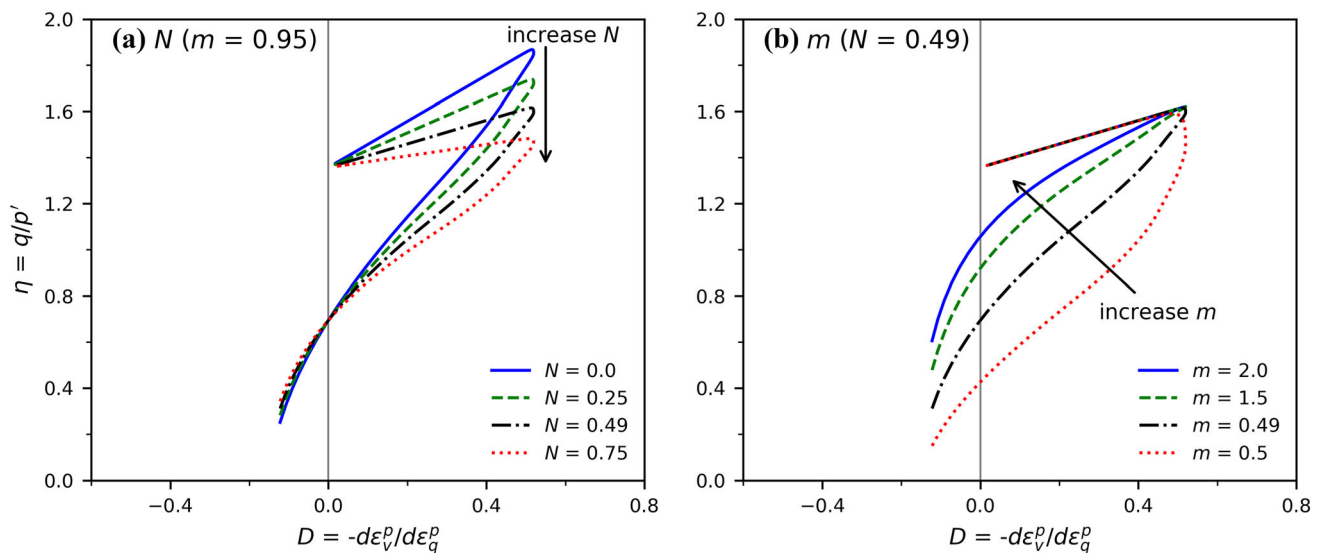 (a) N (m = 0.95)
increase N
2.0
1.6
1.2
0.8
0.4
0.0
η = q/p′
N = 0.0
N = 0.25
N = 0.49
N = 0.75
−0.4
0.0
0.4
0.8
D = -dε_v^p/dε_q^p
(b) m (N = 0.49)
2.0
1.6
1.2
0.8
0.4
0.0
increase m
m = 2.0
m = 1.5
m = 0.49
m = 0.5
−0.4
0.0
0.4
0.8
D = -dε_v^p/dε_q^p